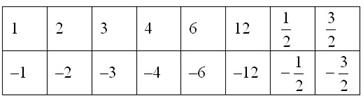 1 2 3 4 6 12 1/2 3/2
–1 –2 –3 –4 –6 –12 –1/2 –3/2